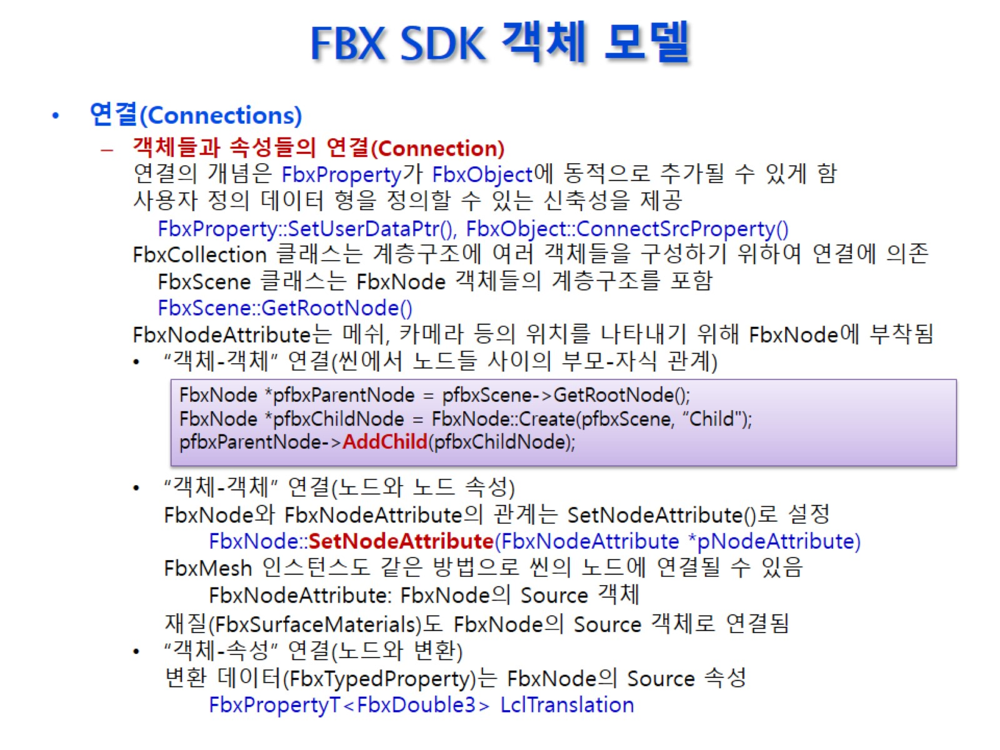 FBX SDK 객체 모델
• 연결(Connections)
– 객체들과 속성들의 연결(Connection)
연결의 개념은 FbxProperty가 FbxObject에 동적으로 추가될 수 있게 함
사용자 정의 데이터 형을 정의할 수 있는 신축성을 제공
FbxProperty::SetUserDataPtr(), FbxObject::ConnectSrcProperty()
FbxCollection 클래스는 계층구조에 여러 객체들을 구성하기 위하여 연결에 의존
FbxScene 클래스는 FbxNode 객체들의 계층구조를 포함
FbxScene::GetRootNode()
FbxNodeAttribute는 메쉬, 카메라 등의 위치를 나타내기 위해 FbxNode에 부착됨
• “객체-객체” 연결(씬에서 노드들 사이의 부모-자식 관계)
FbxNode *pfbxParentNode = pfbxScene->GetRootNode();
FbxNode *pfbxChildNode = FbxNode::Create(pfbxScene, “Child");
pfbxParentNode->AddChild(pfbxChildNode);
• “객체-객체” 연결(노드와 노드 속성)
FbxNode와 FbxNodeAttribute의 관계는 SetNodeAttribute()로 설정
FbxNode::SetNodeAttribute(FbxNodeAttribute *pNodeAttribute)
FbxMesh 인스턴스도 같은 방법으로 씬의 노드에 연결될 수 있음
FbxNodeAttribute: FbxNode의 Source 객체
재질(FbxSurfaceMaterials)도 FbxNode의 Source 객체로 연결됨
• “객체-속성” 연결(노드와 변환)
변환 데이터(FbxTypedProperty)는 FbxNode의 Source 속성
FbxPropertyT<FbxDouble3> LclTranslation